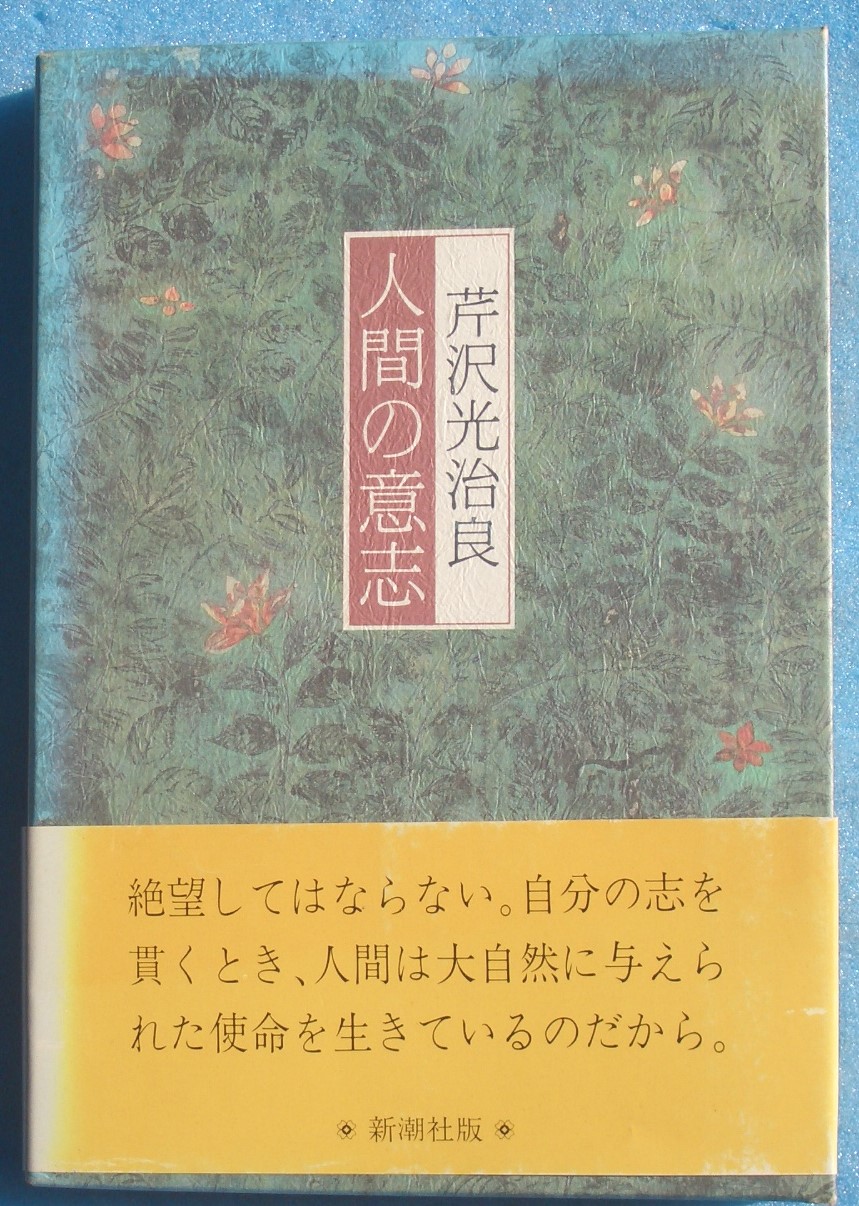 芹沢光治良
人間の意志
絶望してはならない。自分の志を
貫くとき、人間は大自然に与えら
れた使命を生きているのだから。
新潮社版